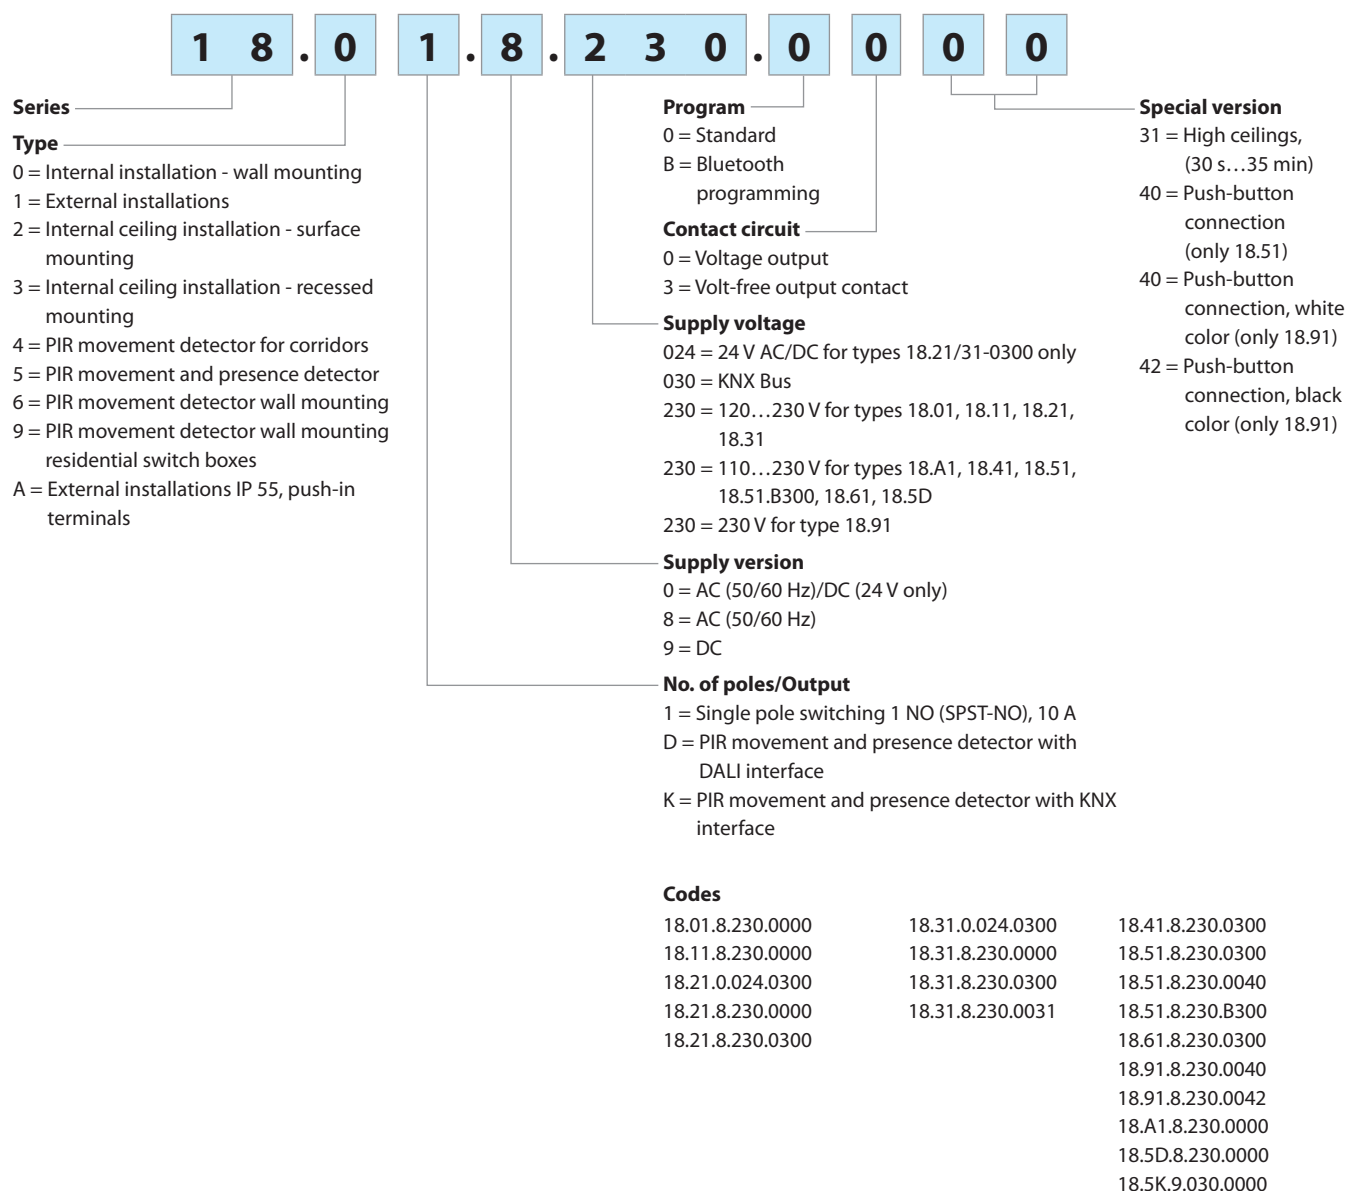 1 8 . 0 1 . 8 . 2 3 0 . 0 0 0 0
Series
Type
0 = Internal installation - wall mounting
1 = External installations
2 = Internal ceiling installation - surface
mounting
3 = Internal ceiling installation - recessed
mounting
4 = PIR movement detector for corridors
5 = PIR movement and presence detector
6 = PIR movement detector wall mounting
9 = PIR movement detector wall mounting
residential switch boxes
A = External installations IP 55, push-in
terminals
Program
0 = Standard
B = Bluetooth
programming
Contact circuit
0 = Voltage output
3 = Volt-free output contact
Supply voltage
024 = 24 V AC/DC for types 18.21/31-0300 only
030 = KNX Bus
230 = 120…230 V for types 18.01, 18.11, 18.21,
18.31
230 = 110…230 V for types 18.A1, 18.41, 18.51,
18.51.B300, 18.61, 18.5D
230 = 230 V for type 18.91
Supply version
0 = AC (50/60 Hz)/DC (24 V only)
8 = AC (50/60 Hz)
9 = DC
No. of poles/Output
1 = Single pole switching 1 NO (SPST-NO), 10 A
D = PIR movement and presence detector with
DALI interface
K = PIR movement and presence detector with KNX
interface
Special version
31 = High ceilings,
(30 s…35 min)
40 = Push-button
connection
(only 18.51)
40 = Push-button
connection, white
color (only 18.91)
42 = Push-button
connection, black
color (only 18.91)
Codes
18.01.8.230.0000
18.11.8.230.0000
18.21.0.024.0300
18.21.8.230.0000
18.21.8.230.0300
18.31.0.024.0300
18.31.8.230.0000
18.31.8.230.0300
18.31.8.230.0031
18.41.8.230.0300
18.51.8.230.0300
18.51.8.230.0040
18.51.8.230.B300
18.61.8.230.0300
18.91.8.230.0040
18.91.8.230.0042
18.A1.8.230.0000
18.5D.8.230.0000
18.5K.9.030.0000